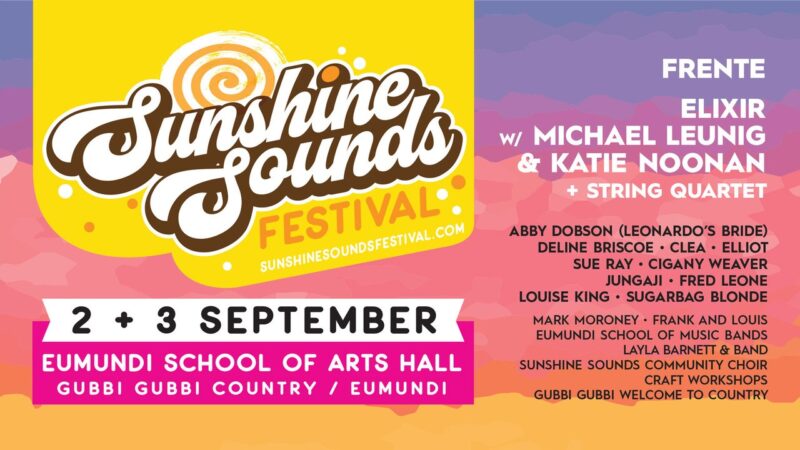 Sunshine
Sounds
FESTIVAL
SUNSHINESOUNDSFESTIVAL.COM
2 + 3 SEPTEMBER
EUMUNDI SCHOOL OF ARTS HALL
GUBBI GUBBI COUNTRY / EUMUNDI
FRENTE
ELIXIR
W/ MICHAEL LEUNIG
& KATIE NOONAN
+ STRING QUARTET
ABBY DOBSON (LEONARDO'S BRIDE)
DELINE BRISCOE • CLEA • ELLIOT
SUE RAY • CIGANY WEAVER
JUNGAJI • FRED LEONE
LOUISE KING • SUGARBAG BLONDE
MARK MORONEY • FRANK AND LOUIS
EUMUNDI SCHOOL OF MUSIC BANDS
LAYLA BARNETT & BAND
SUNSHINE SOUNDS COMMUNITY CHOIR
CRAFT WORKSHOPS
GUBBI GUBBI WELCOME TO COUNTRY